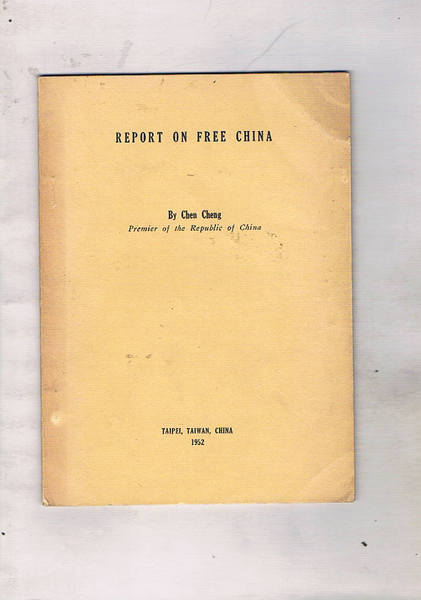 REPORT ON FREE CHINA
By Chen Cheng
Premier of the Republic of China
TAIPEI, TAIWAN, CHINA
1952